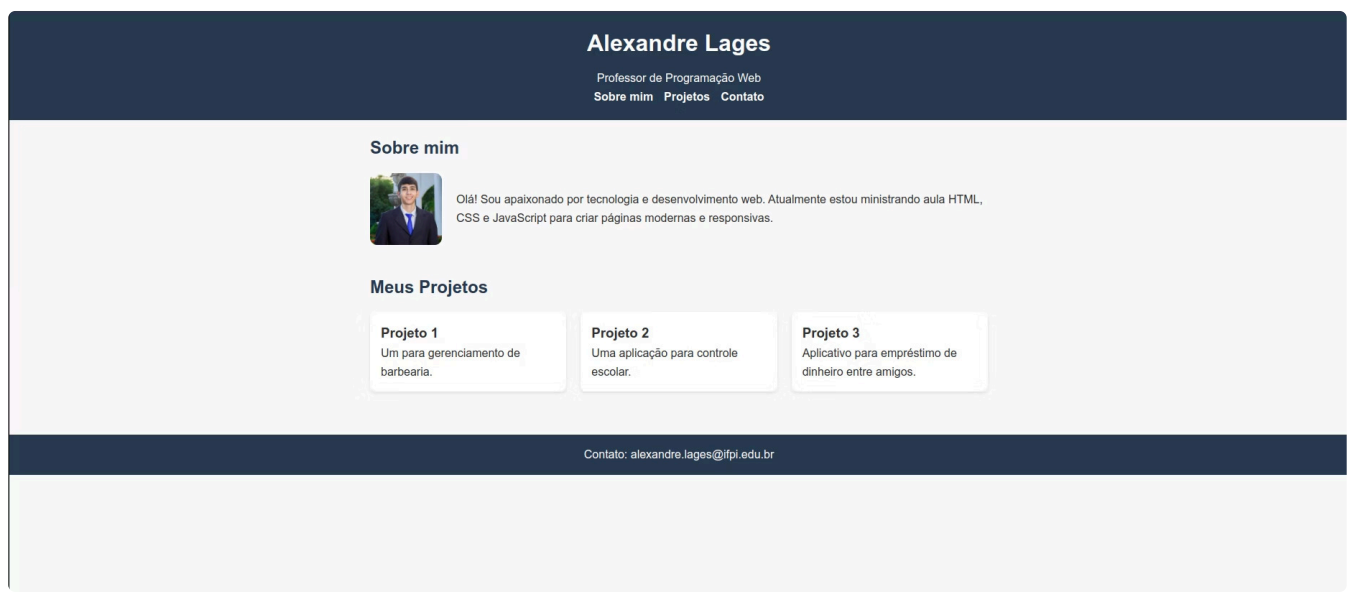 Alexandre Lages
Professor de Programação Web
Sobre mim Projetos Contato
Sobre mim
Olá! Sou apaixonado por tecnologia e desenvolvimento web. Atualmente estou ministrando aula HTML,
CSS e JavaScript para criar páginas modernas e responsivas.
Meus Projetos
Projeto 1
Um para gerenciamento de
barbearia.
Projeto 2
Uma aplicação para controle
escolar.
Projeto 3
Aplicativo para empréstimo de
dinheiro entre amigos.
Contato: alexandre.lages@ifpi.edu.br